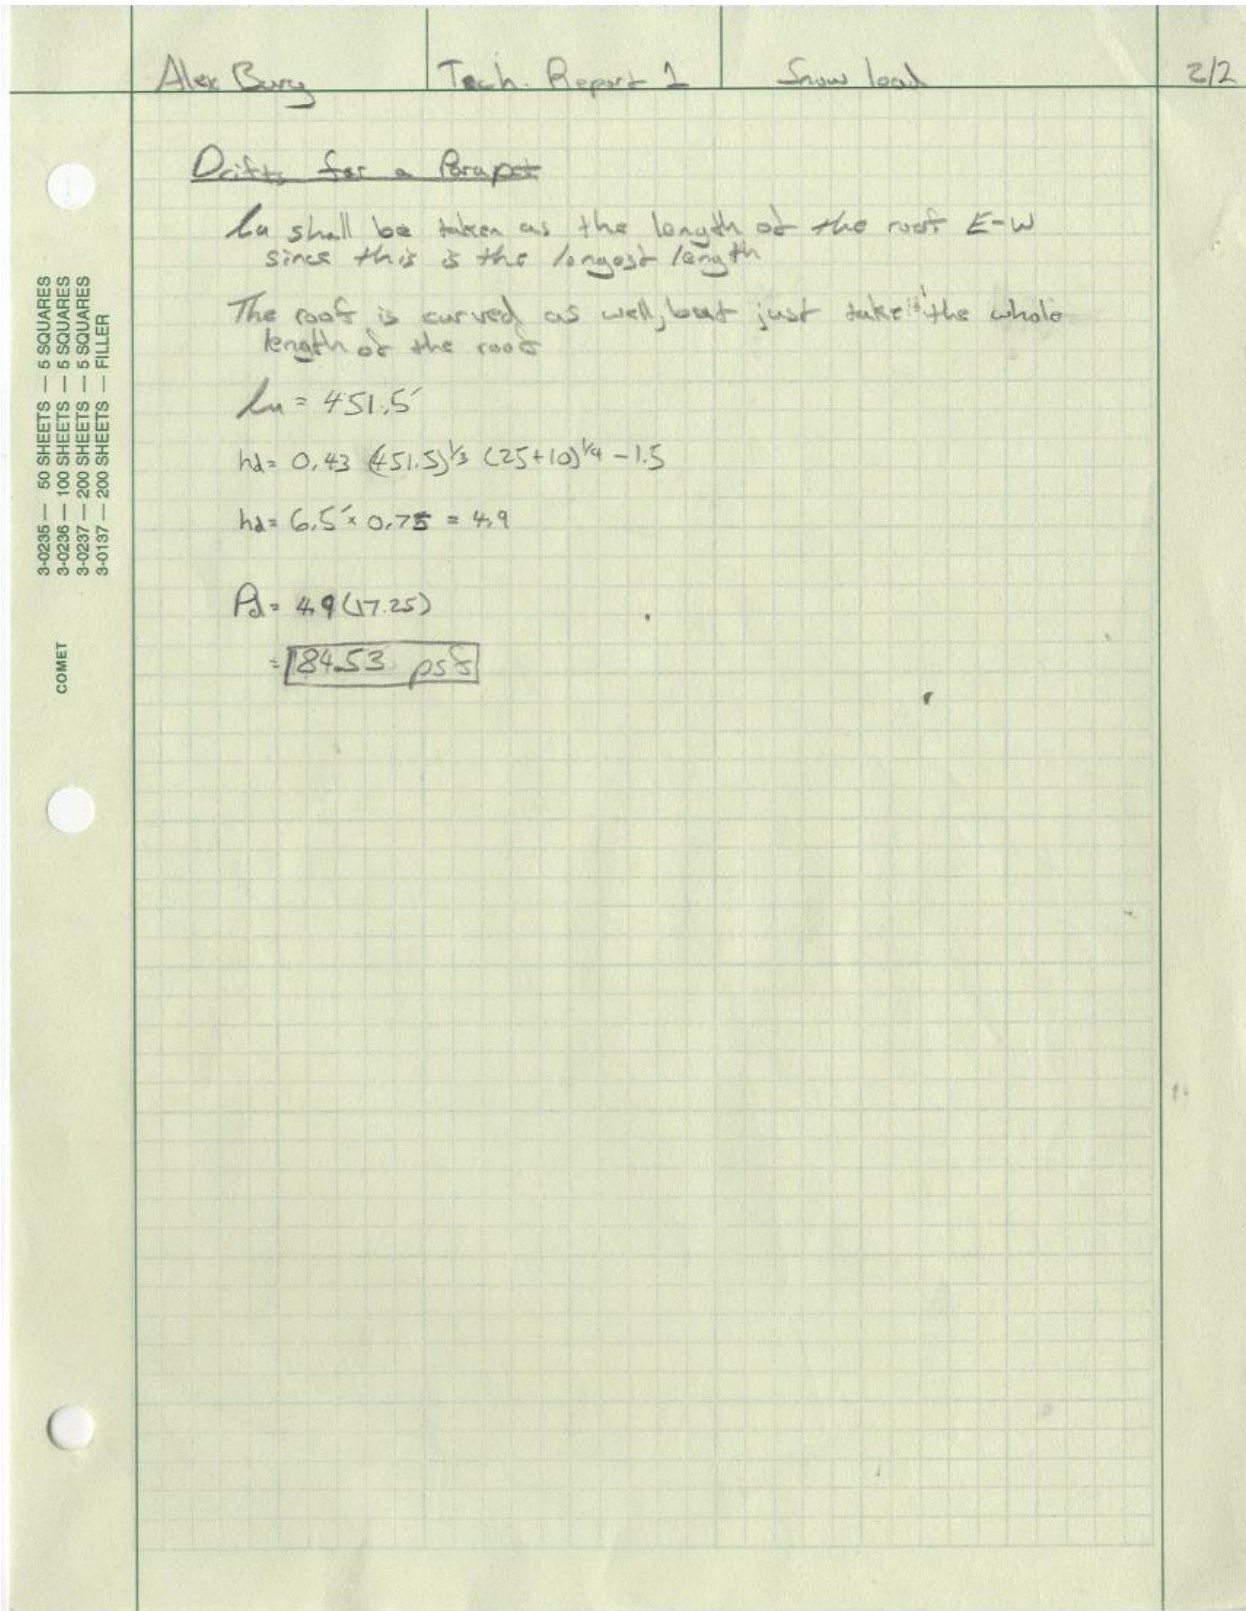 Alex Burg
Tech. Report 1
Snow load
2/2
Drifts for a Parapet
lu shall be taken as the length of the roof E-W
since this is the longest length
The roof is curved as well, but just take the whole
length of the roof
lu = 451.5'
hd = 0.43 (451.5)^1/3 (25+10)^1/4 - 1.5
hd = 6.5' x 0.75 = 4.9
Pd = 4.9 (17.25)
= 84.53 psf
3-0235 — 50 SHEETS — 5 SQUARES
3-0236 — 100 SHEETS — 5 SQUARES
3-0237 — 200 SHEETS — 5 SQUARES
3-0137 — 200 SHEETS — FILLER
COMET